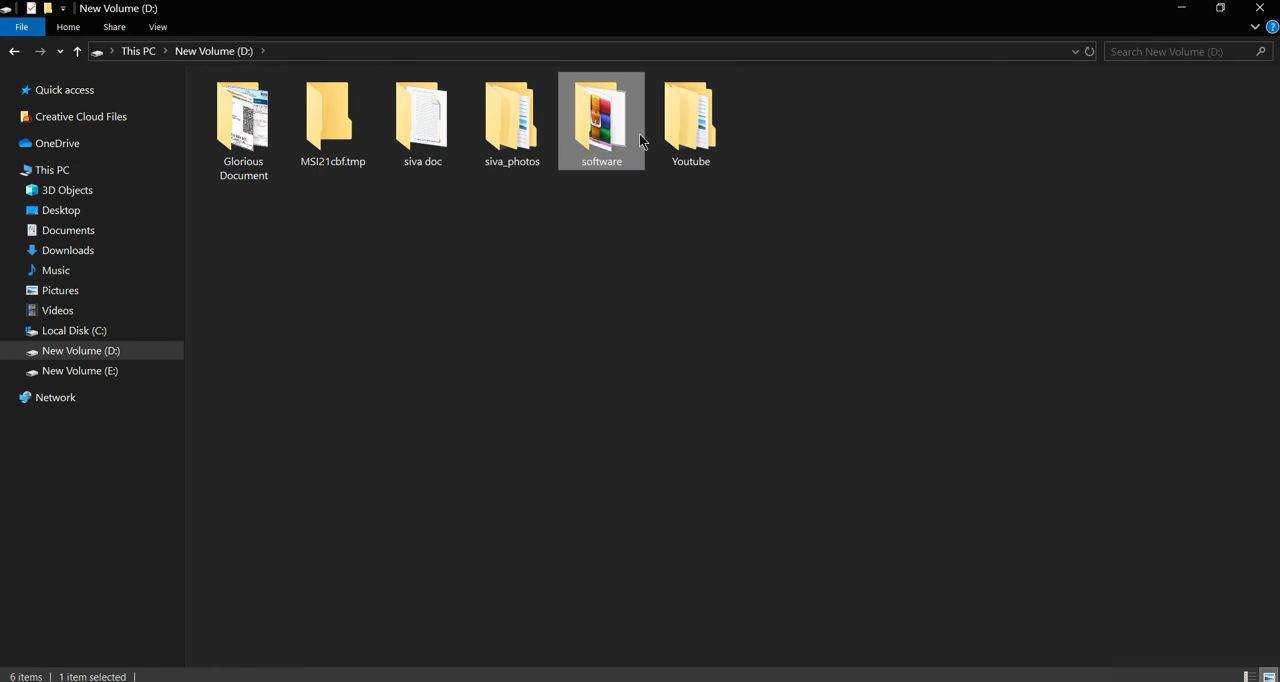 New Volume (D:)
File Home Share View
This PC New Volume (D:) Search New Volume (D:)
Quick access
Creative Cloud Files
OneDrive
This PC
3D Objects
Desktop
Documents
Downloads
Music
Pictures
Videos
Local Disk (C:)
New Volume (D:)
New Volume (E:)
Network
Glorious Document
MSI21cbf.tmp
siva doc
siva_photos
software
Youtube
6 items 1 item selected